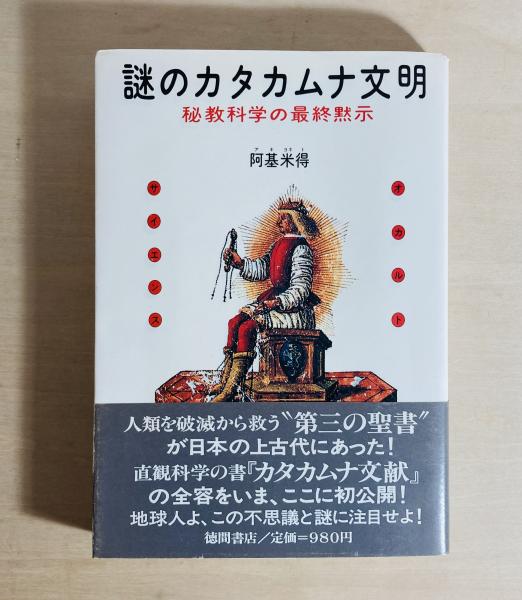 謎のカタカムナ文明
秘教科学の最終黙示
アキヨネト
阿基米得
オカルト
サイエンス
人類を破滅から救う〝第三の聖書〟
が日本の上古代にあった!
直観科学の書『カタカムナ文献』
の全容をいま、ここに初公開!
地球人よ、この不思議と謎に注目せよ!
徳間書店/定価=980円